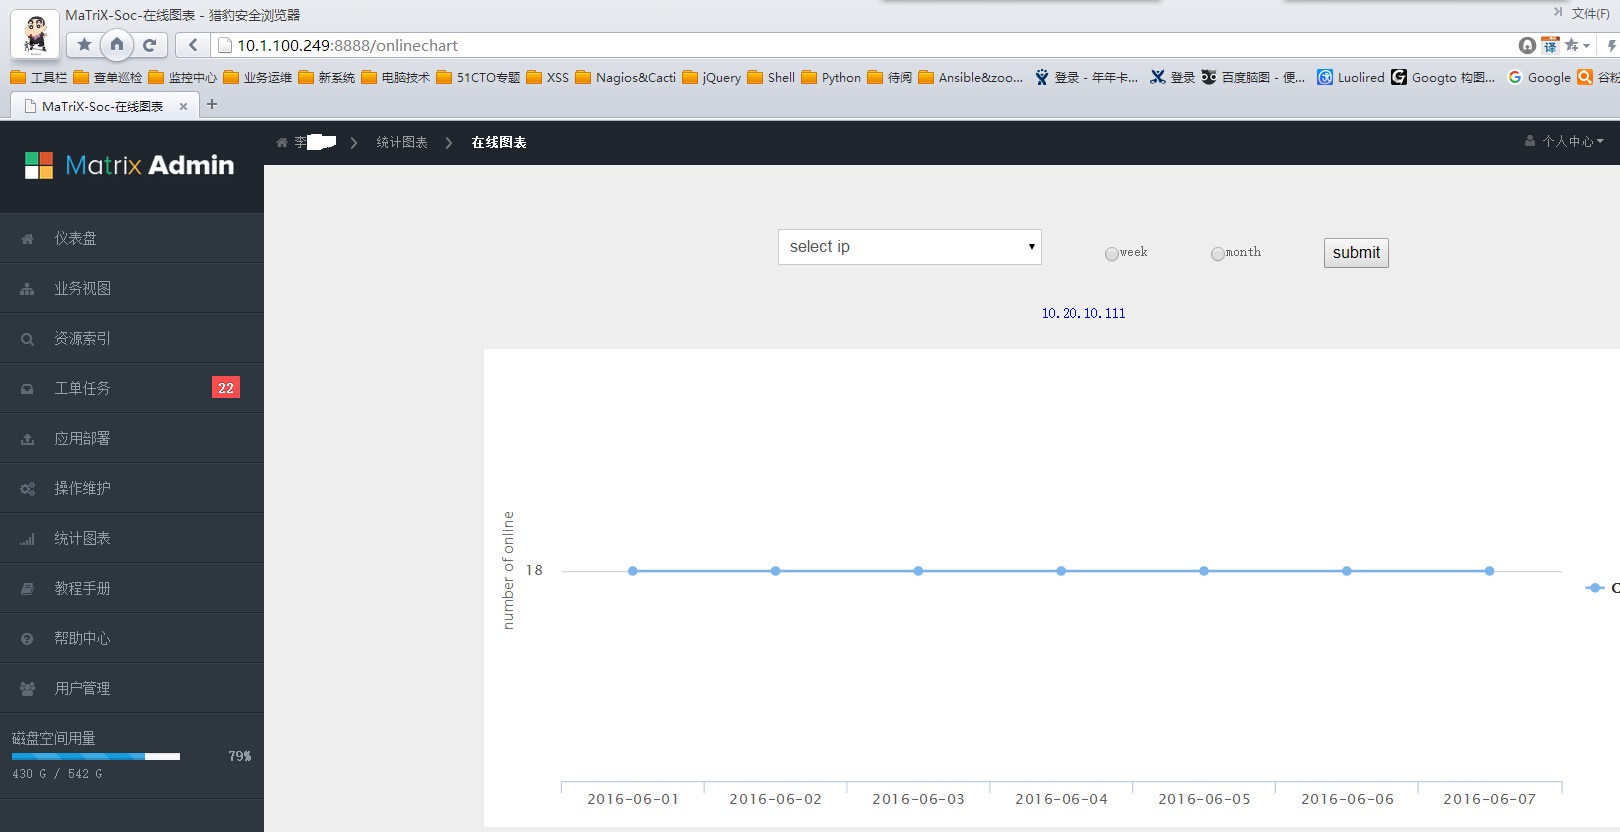 MaTriX-Soc-在线图表 - 猎豹安全浏览器
文件(F)
10.1.100.249:8888/onlinechart
译
工具栏 查单巡检 监控中心 业务运维 新系统 电脑技术 51CTO专题 XSS Nagios&Cacti jQuery Shell Python 待阅 Ansible&zoo... 登录 - 年年卡... 登录 百度脑图 - 便... Luolired Googto 构图... Google 谷粉
MaTriX-Soc-在线图表
Matrix Admin
李 统计图表 在线图表
个人中心
仪表盘
业务视图
资源索引
工单任务 22
应用部署
操作维护
统计图表
教程手册
帮助中心
用户管理
磁盘空间用量
79%
430 G / 542 G
select ip week month submit
10.20.10.111
number of online
18
2016-06-01 2016-06-02 2016-06-03 2016-06-04 2016-06-05 2016-06-06 2016-06-07